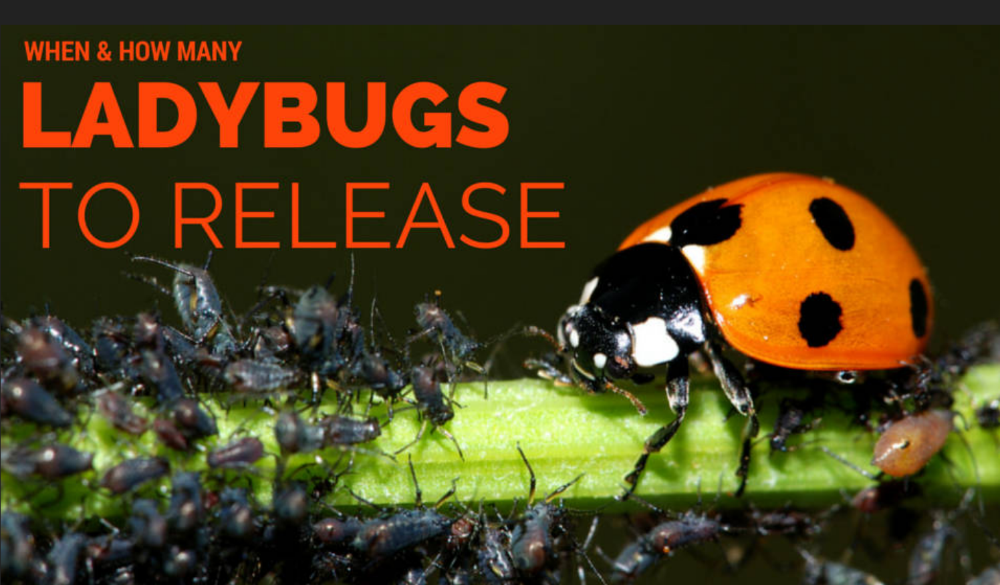 WHEN & HOW MANY
LADYBUGS
TO RELEASE